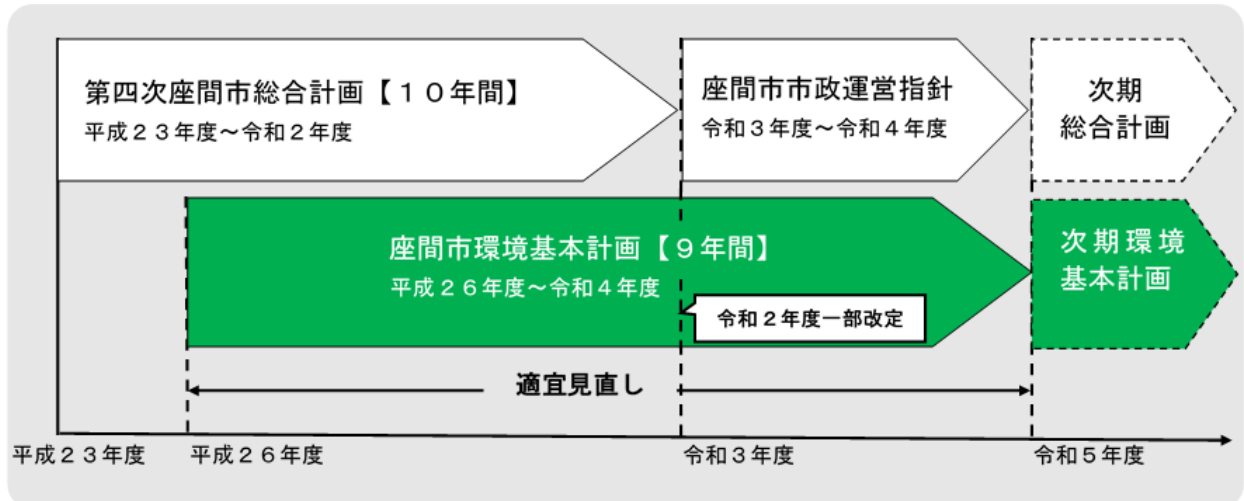 第四次座間市総合計画【１０年間】
平成２３年度～令和２年度
座間市市政運営指針
令和３年度～令和４年度
次期
総合計画
座間市環境基本計画【９年間】
平成２６年度～令和４年度
令和２年度一部改定
次期環境
基本計画
適宜見直し
平成２３年度
平成２６年度
令和３年度
令和５年度